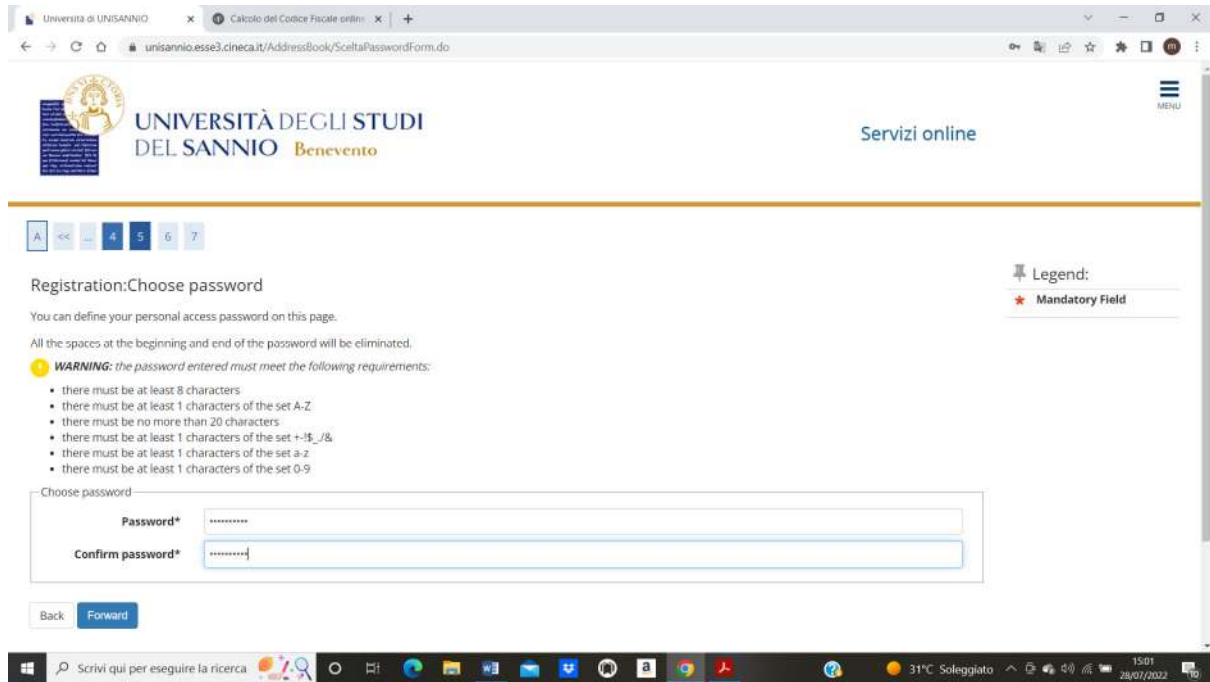 Università di UNISANNIO
Calcolo del Codice Fiscale online
unisannio.esse3.cineca.it/AddressBook/SceltaPasswordForm.do
m
MENU
UNIVERSITÀ DEGLI STUDI
DEL SANNIO Benevento
Servizi online
A << ... 4 5 6 7
Legend:
Mandatory Field
Registration:Choose password
You can define your personal access password on this page.
All the spaces at the beginning and end of the password will be eliminated.
WARNING: the password entered must meet the following requirements:
• there must be at least 8 characters
• there must be at least 1 characters of the set A-Z
• there must be no more than 20 characters
• there must be at least 1 characters of the set +-!$_./&
• there must be at least 1 characters of the set a-z
• there must be at least 1 characters of the set 0-9
Choose password
Password*
Confirm password*
Back Forward
Scrivi qui per eseguire la ricerca
31°C Soleggiato
15:01
28/07/2022